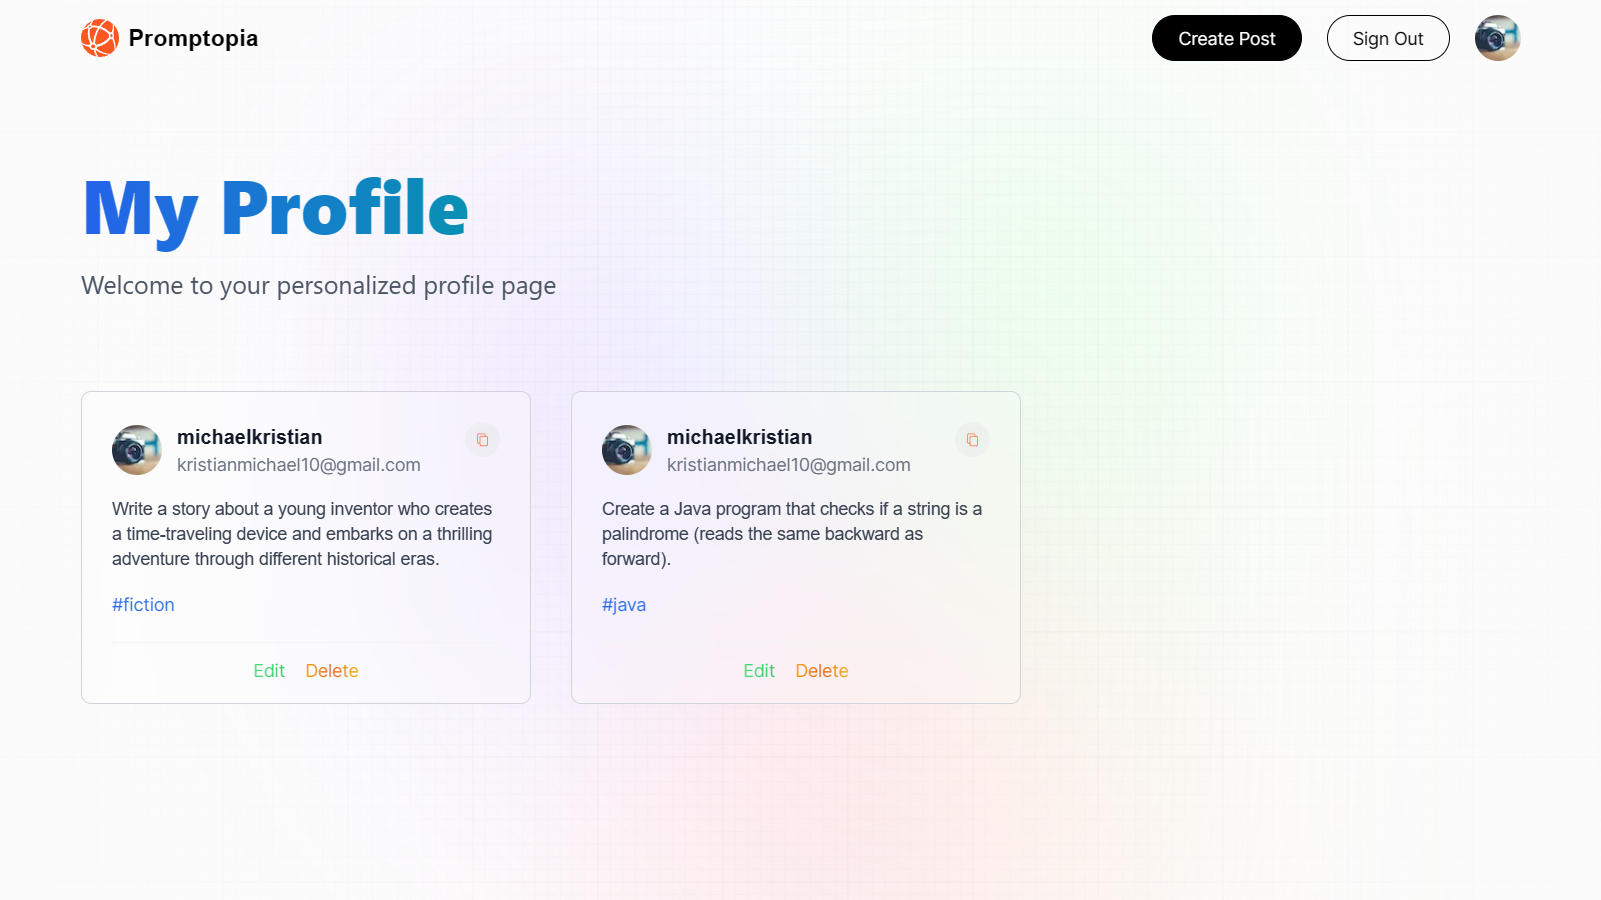 Promptopia
Create Post
Sign Out
My Profile
Welcome to your personalized profile page
michaelkristian
kristianmichael10@gmail.com
Write a story about a young inventor who creates
a time-traveling device and embarks on a thrilling
adventure through different historical eras.
#fiction
Edit Delete
michaelkristian
kristianmichael10@gmail.com
Create a Java program that checks if a string is a
palindrome (reads the same backward as
forward).
#java
Edit Delete